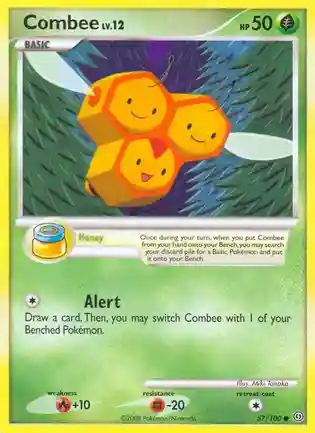 Combee LV.12 HP 50
BASIC
Honey
Once during your turn, when you put Combee
from your hand onto your Bench, you may search
your discard pile for a Basic Pokémon and put
it onto your Bench.
Alert
Draw a card. Then, you may switch Combee with 1 of your
Benched Pokémon.
weakness resistance retreat cost
+10 -20
Illus. Miki Tanaka
©2008 Pokémon/Nintendo 57/100